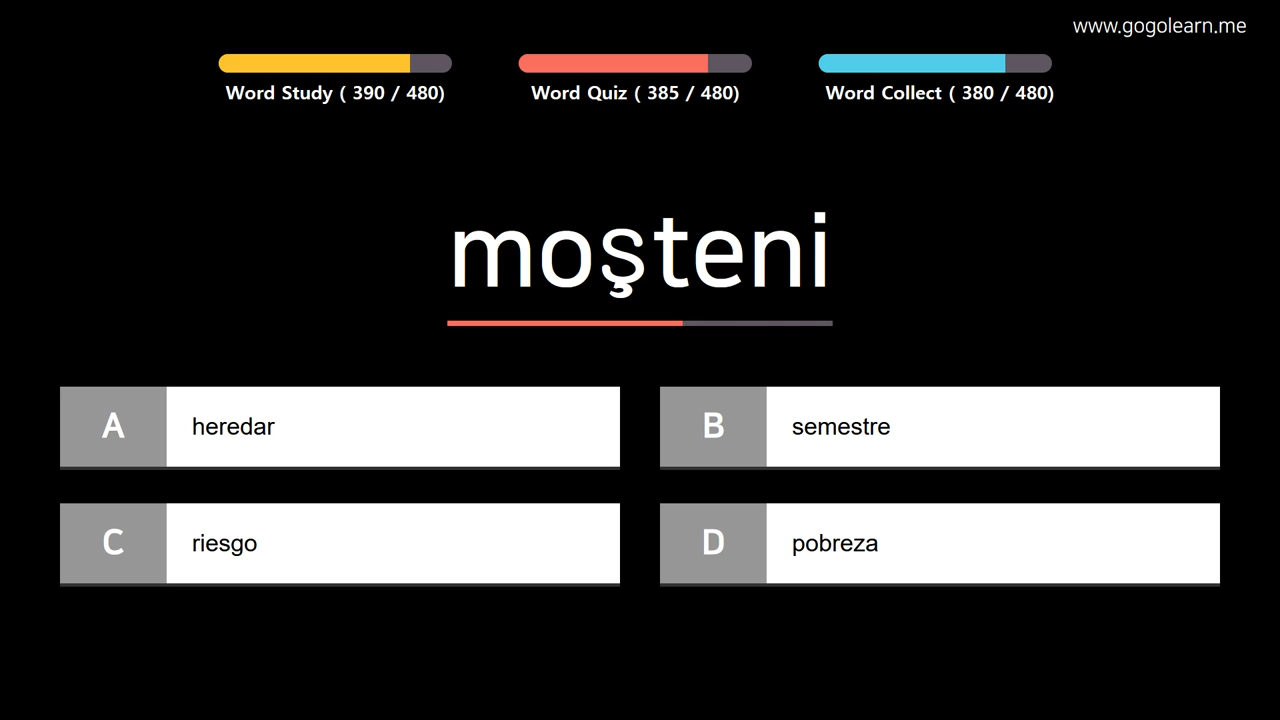 www.gogolearn.me
Word Study ( 390 / 480)
Word Quiz ( 385 / 480)
Word Collect ( 380 / 480)
moşteni
A heredar
B semestre
C riesgo
D pobreza